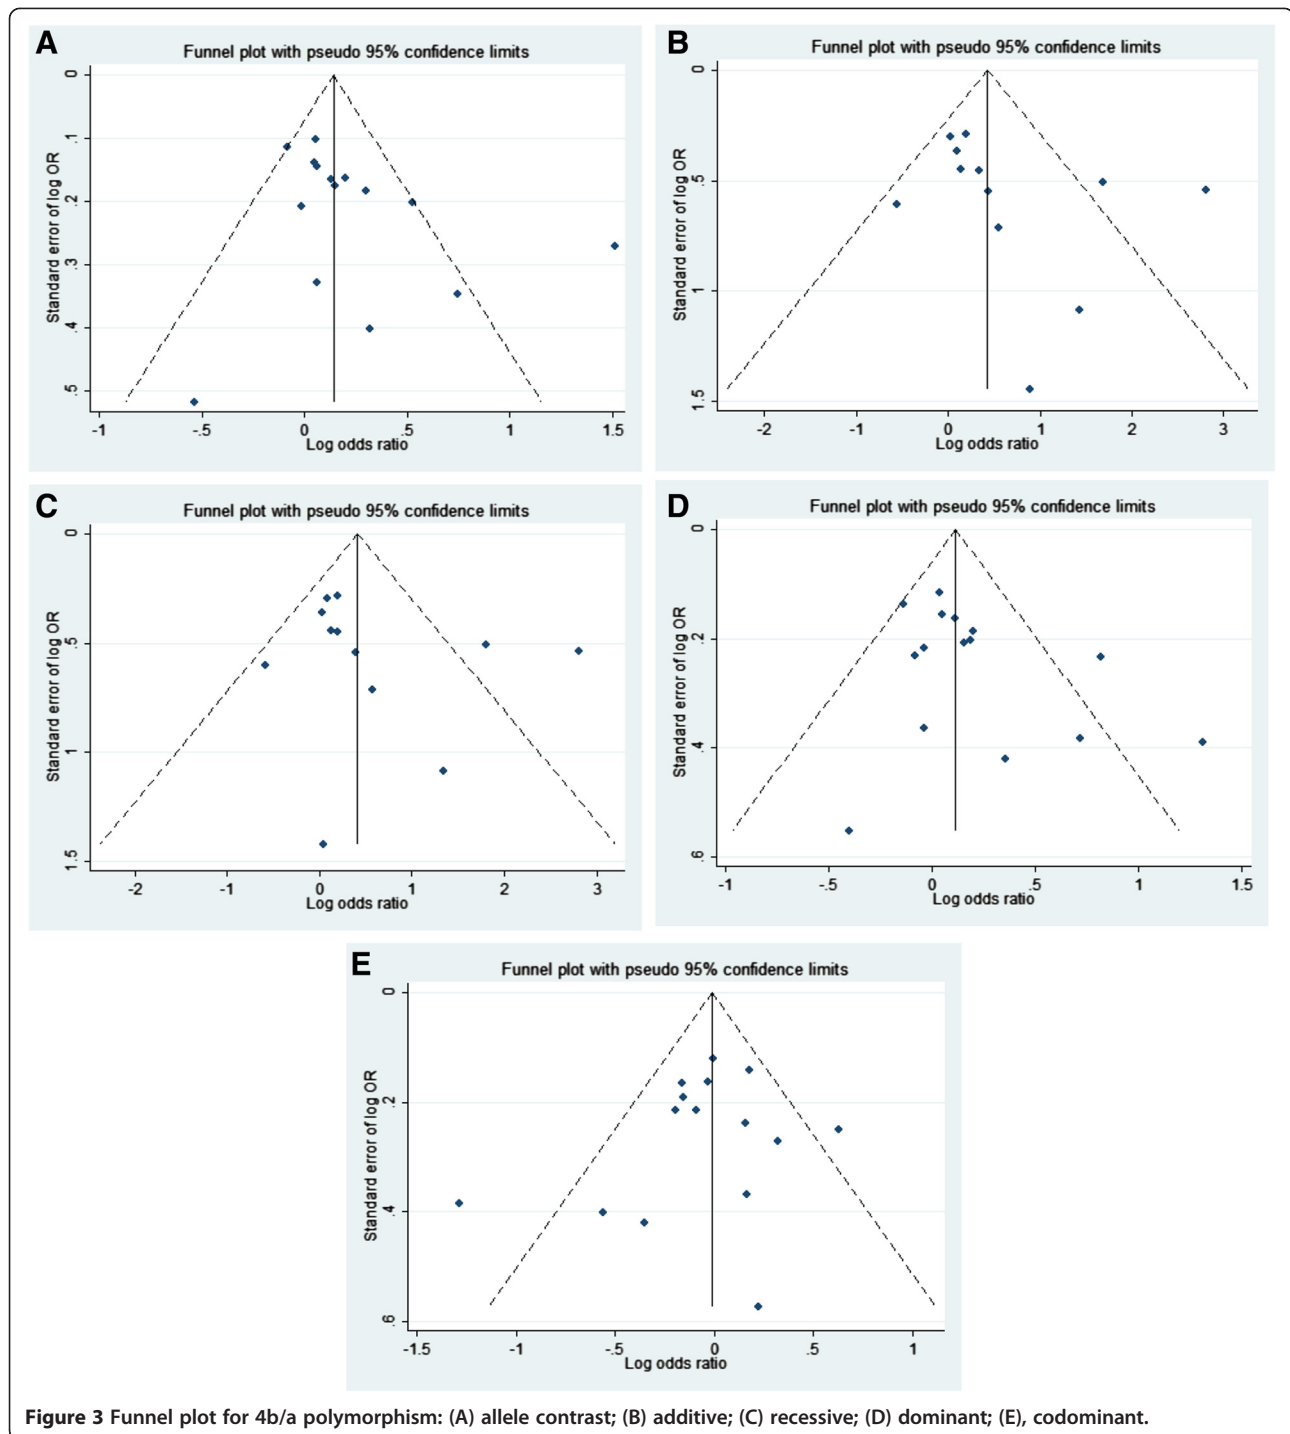 A
Funnel plot with pseudo 95% confidence limits
Standard error of log OR
0
.1
.2
.3
.4
.5
-1
-.5
0
.5
1
1.5
Log odds ratio
B
Funnel plot with pseudo 95% confidence limits
Standard error of log OR
0
.5
1
1.5
-2
-1
0
1
2
3
Log odds ratio
C
Funnel plot with pseudo 95% confidence limits
Standard error of log OR
0
.5
1
1.5
-2
-1
0
1
2
3
Log odds ratio
D
Funnel plot with pseudo 95% confidence limits
Standard error of log OR
0
.2
.4
.6
-1
-.5
0
.5
1
1.5
Log odds ratio
E
Funnel plot with pseudo 95% confidence limits
Standard error of log OR
0
.2
.4
.6
-1.5
-1
-.5
0
.5
1
Log odds ratio
Figure 3 Funnel plot for 4b/a polymorphism: (A) allele contrast; (B) additive; (C) recessive; (D) dominant; (E), codominant.